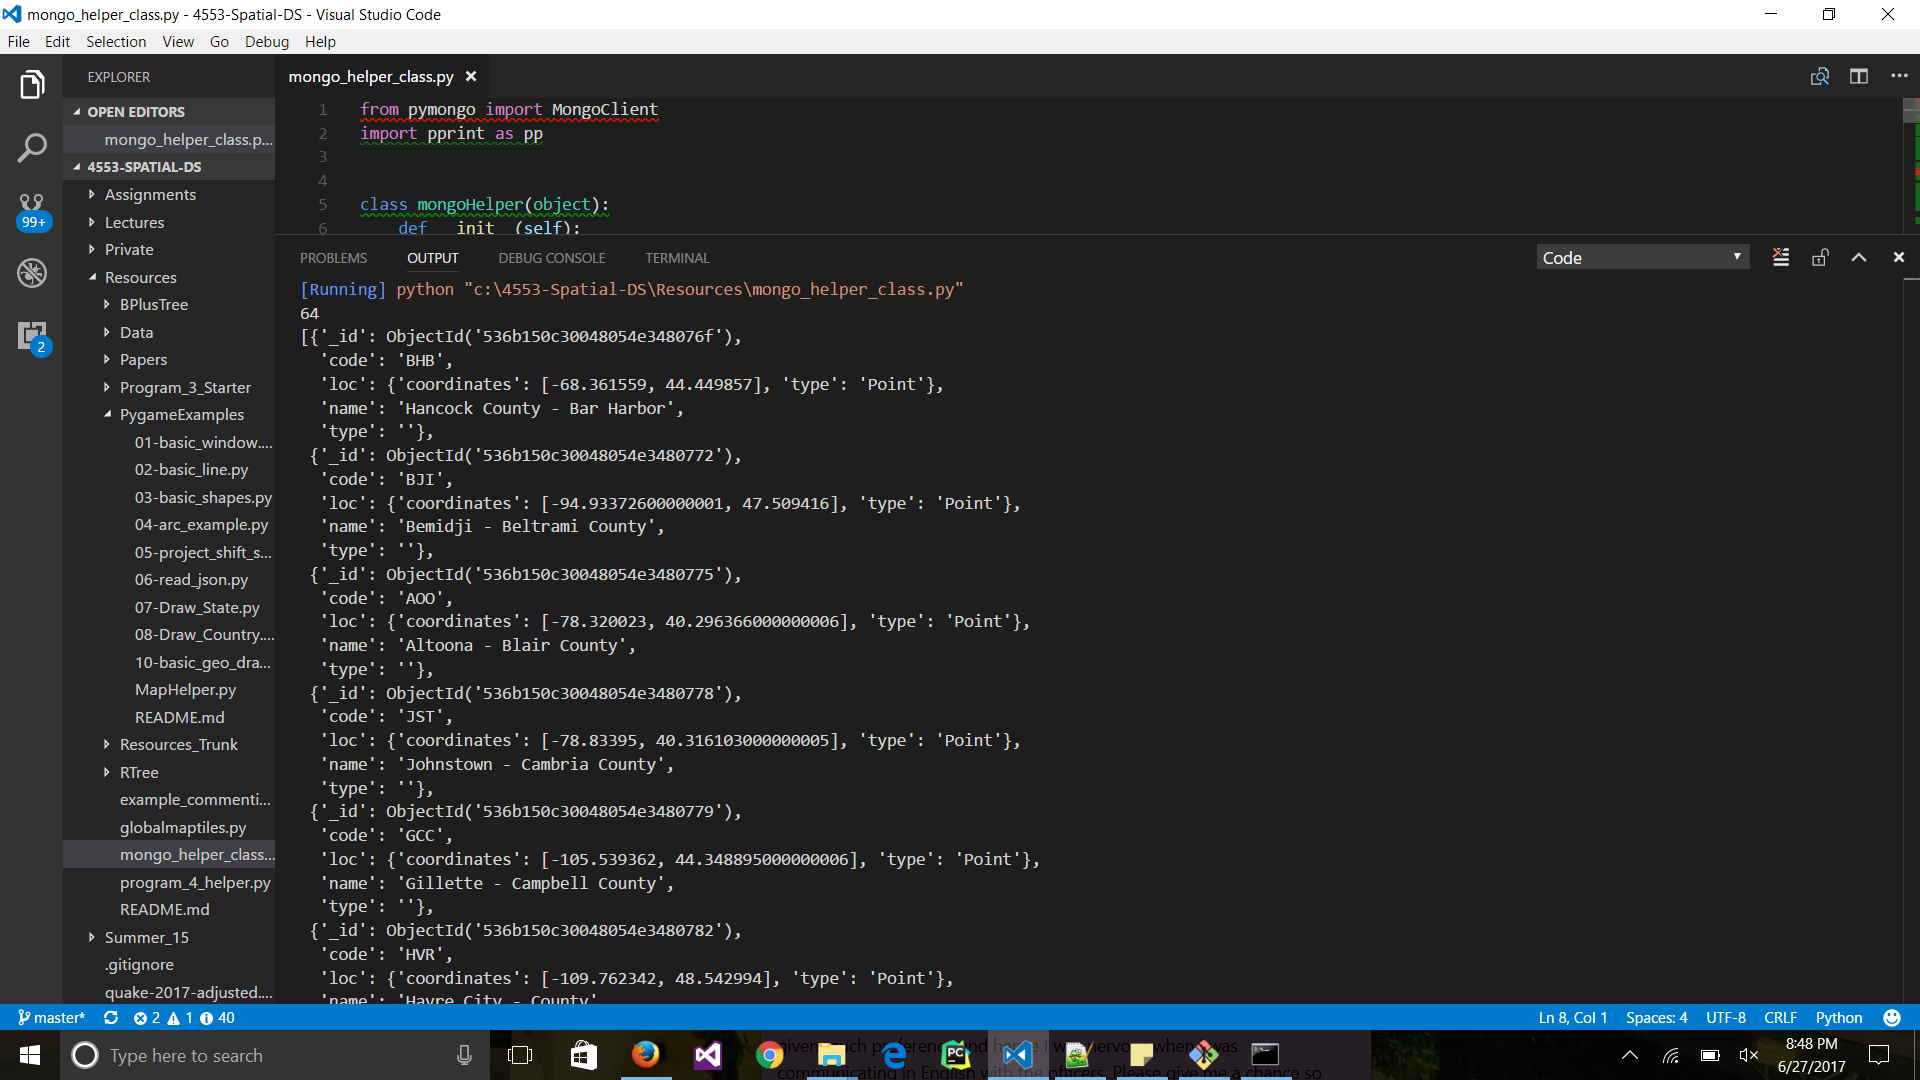 mongo_helper_class.py - 4553-Spatial-DS - Visual Studio Code
File Edit Selection View Go Debug Help
EXPLORER
OPEN EDITORS
mongo_helper_class.p...
4553-SPATIAL-DS
Assignments
Lectures
Private
Resources
BPlusTree
Data
Papers
Program_3_Starter
PygameExamples
01-basic_window....
02-basic_line.py
03-basic_shapes.py
04-arc_example.py
05-project_shift_s...
06-read_json.py
07-Draw_State.py
08-Draw_Country....
10-basic_geo_dra...
MapHelper.py
README.md
Resources_Trunk
RTree
example_commenti...
globalmaptiles.py
mongo_helper_class...
program_4_helper.py
README.md
Summer_15
.gitignore
quake-2017-adjusted....
99+
2
mongo_helper_class.py
1 from pymongo import MongoClient
2 import pprint as pp
3
4
5 class mongoHelper(object):
6 def __init__(self):
PROBLEMS OUTPUT DEBUG CONSOLE TERMINAL Code
[Running] python "c:\4553-Spatial-DS\Resources\mongo_helper_class.py"
64
[{'_id': ObjectId('536b150c30048054e348076f'),
'code': 'BHB',
'loc': {'coordinates': [-68.361559, 44.449857], 'type': 'Point'},
'name': 'Hancock County - Bar Harbor',
'type': ''},
{'_id': ObjectId('536b150c30048054e3480772'),
'code': 'BJI',
'loc': {'coordinates': [-94.93372600000001, 47.509416], 'type': 'Point'},
'name': 'Bemidji - Beltrami County',
'type': ''},
{'_id': ObjectId('536b150c30048054e3480775'),
'code': 'AOO',
'loc': {'coordinates': [-78.320023, 40.296366000000006], 'type': 'Point'},
'name': 'Altoona - Blair County',
'type': ''},
{'_id': ObjectId('536b150c30048054e3480778'),
'code': 'JST',
'loc': {'coordinates': [-78.83395, 40.316103000000005], 'type': 'Point'},
'name': 'Johnstown - Cambria County',
'type': ''},
{'_id': ObjectId('536b150c30048054e3480779'),
'code': 'GCC',
'loc': {'coordinates': [-105.539362, 44.348895000000006], 'type': 'Point'},
'name': 'Gillette - Campbell County',
'type': ''},
{'_id': ObjectId('536b150c30048054e3480782'),
'code': 'HVR',
'loc': {'coordinates': [-109.762342, 48.542994], 'type': 'Point'},
'name': 'Havre City - County'
master* 2 1 40 Ln 8, Col 1 Spaces: 4 UTF-8 CRLF Python
Type here to search
communicating in English with the officers. Please give me a chance so
8:48 PM
6/27/2017